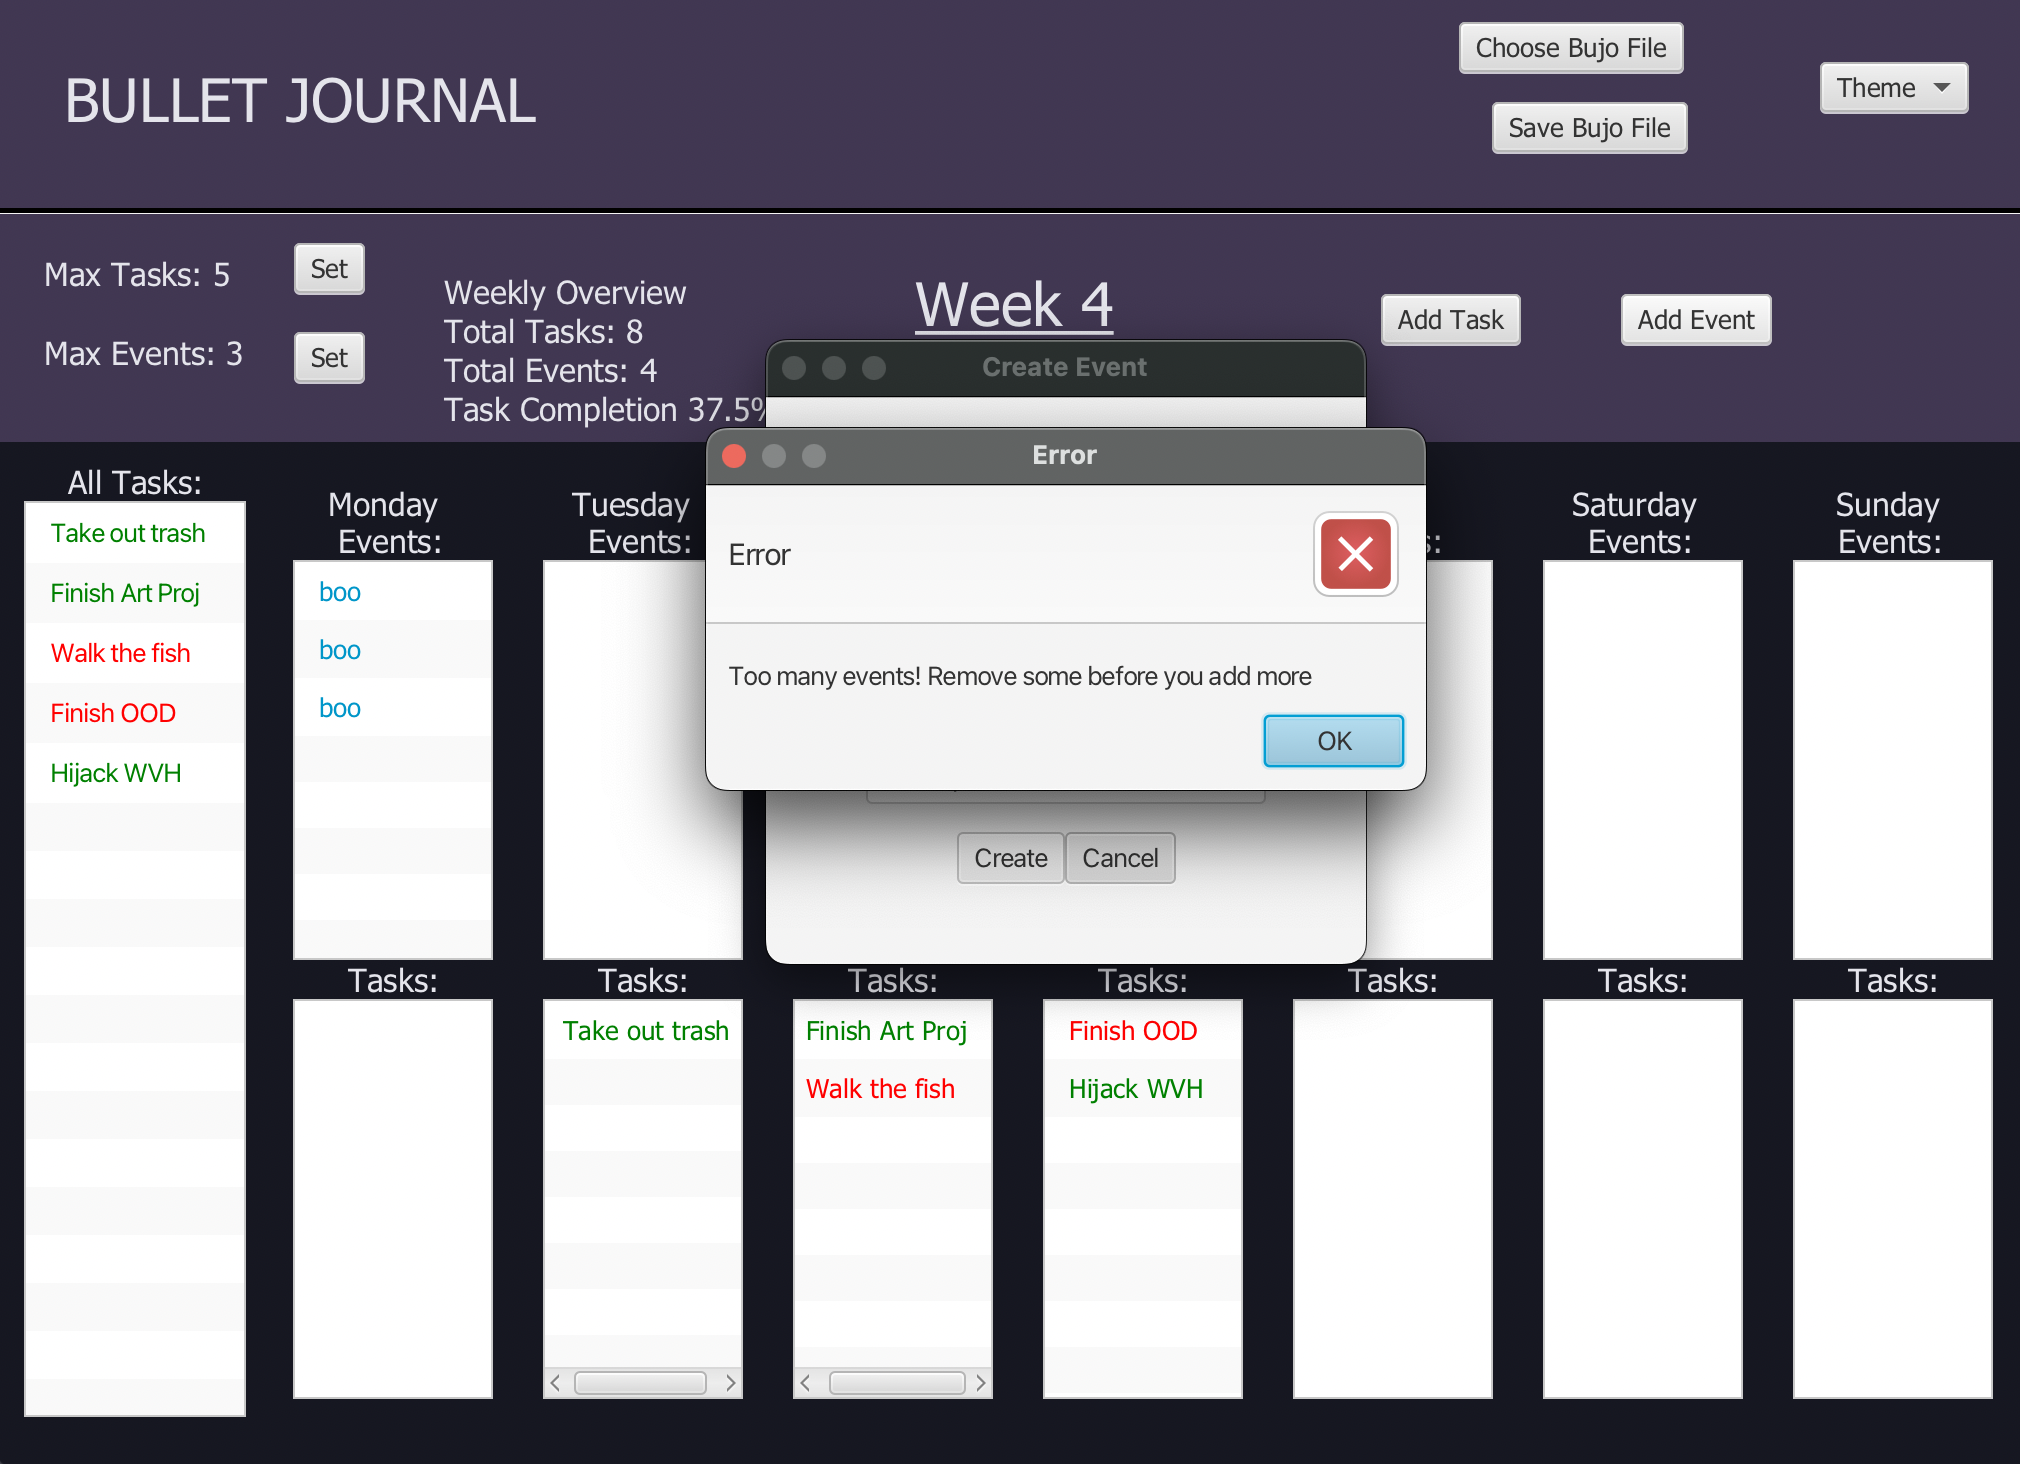 BULLET JOURNAL
Choose Bujo File
Save Bujo File
Theme
Max Tasks: 5
Set
Max Events: 3
Set
Weekly Overview
Total Tasks: 8
Total Events: 4
Task Completion 37.5%
Week 4
Add Task
Add Event
Create Event
Error
Error
Too many events! Remove some before you add more
OK
Create
Cancel
All Tasks:
Take out trash
Finish Art Proj
Walk the fish
Finish OOD
Hijack WVH
Monday
Events:
boo
boo
boo
Tuesday
Events:
Saturday
Events:
Sunday
Events:
Tasks:
Tasks:
Take out trash
Tasks:
Finish Art Proj
Walk the fish
Tasks:
Finish OOD
Hijack WVH
Tasks:
Tasks:
Tasks: